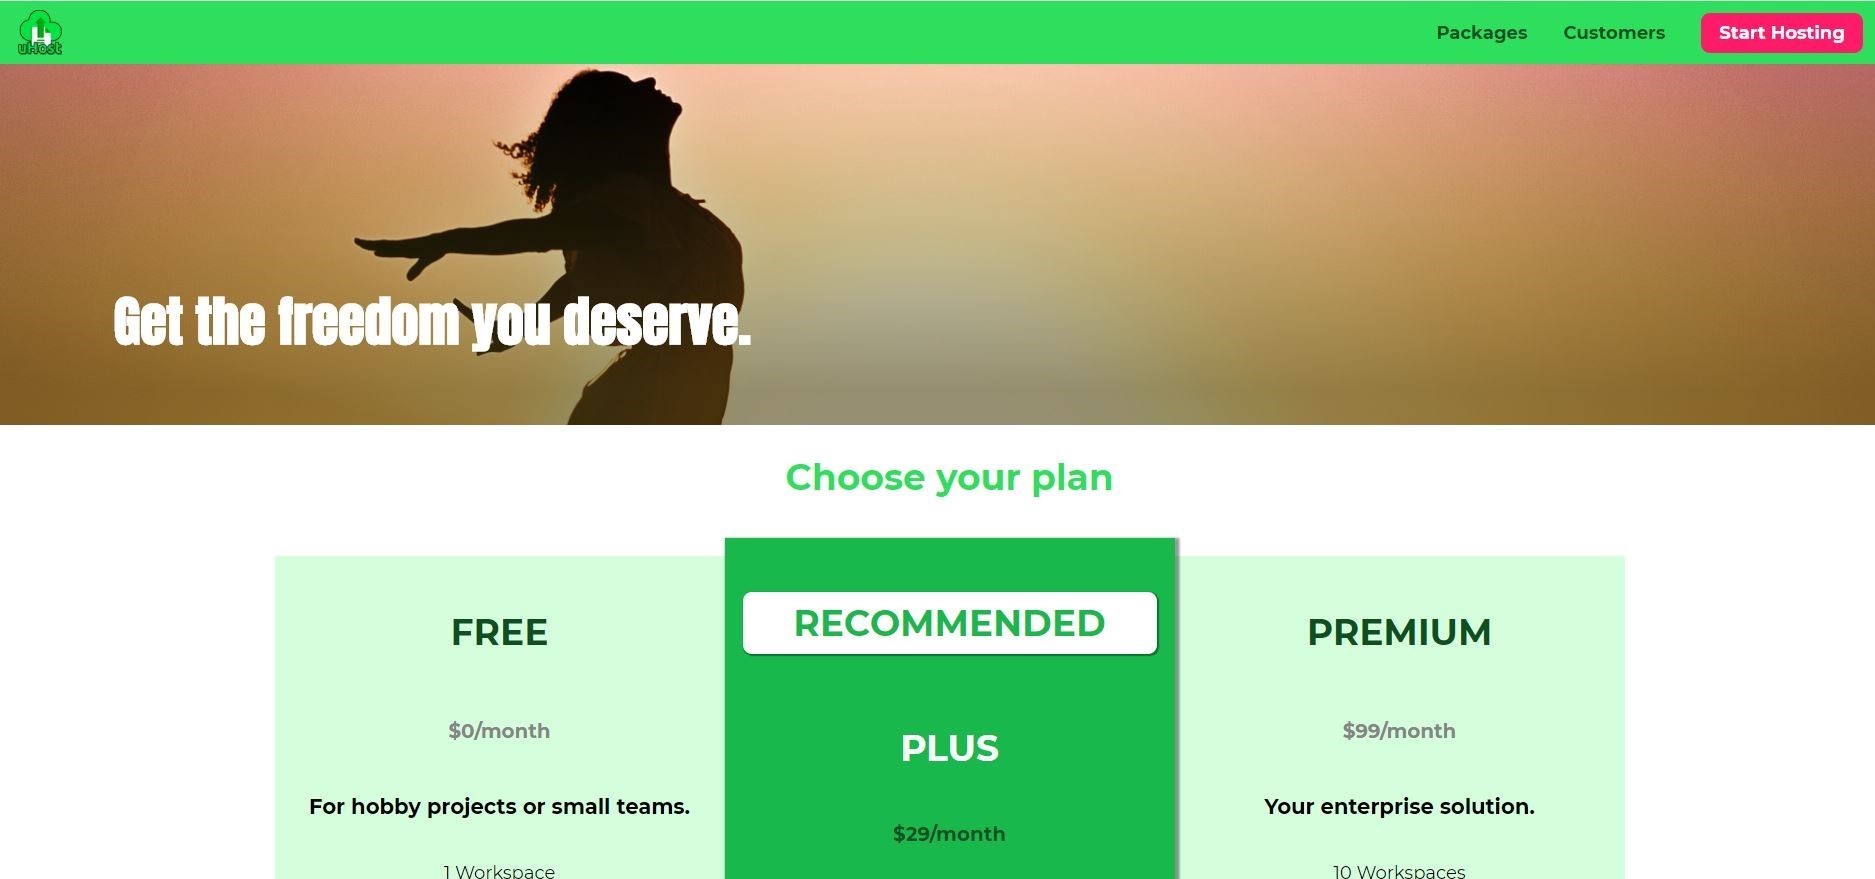 uHost
Packages
Customers
Start Hosting
Get the freedom you deserve.
Choose your plan
FREE
$0/month
For hobby projects or small teams.
1 Workspace
RECOMMENDED
PLUS
$29/month
PREMIUM
$99/month
Your enterprise solution.
10 Workspaces